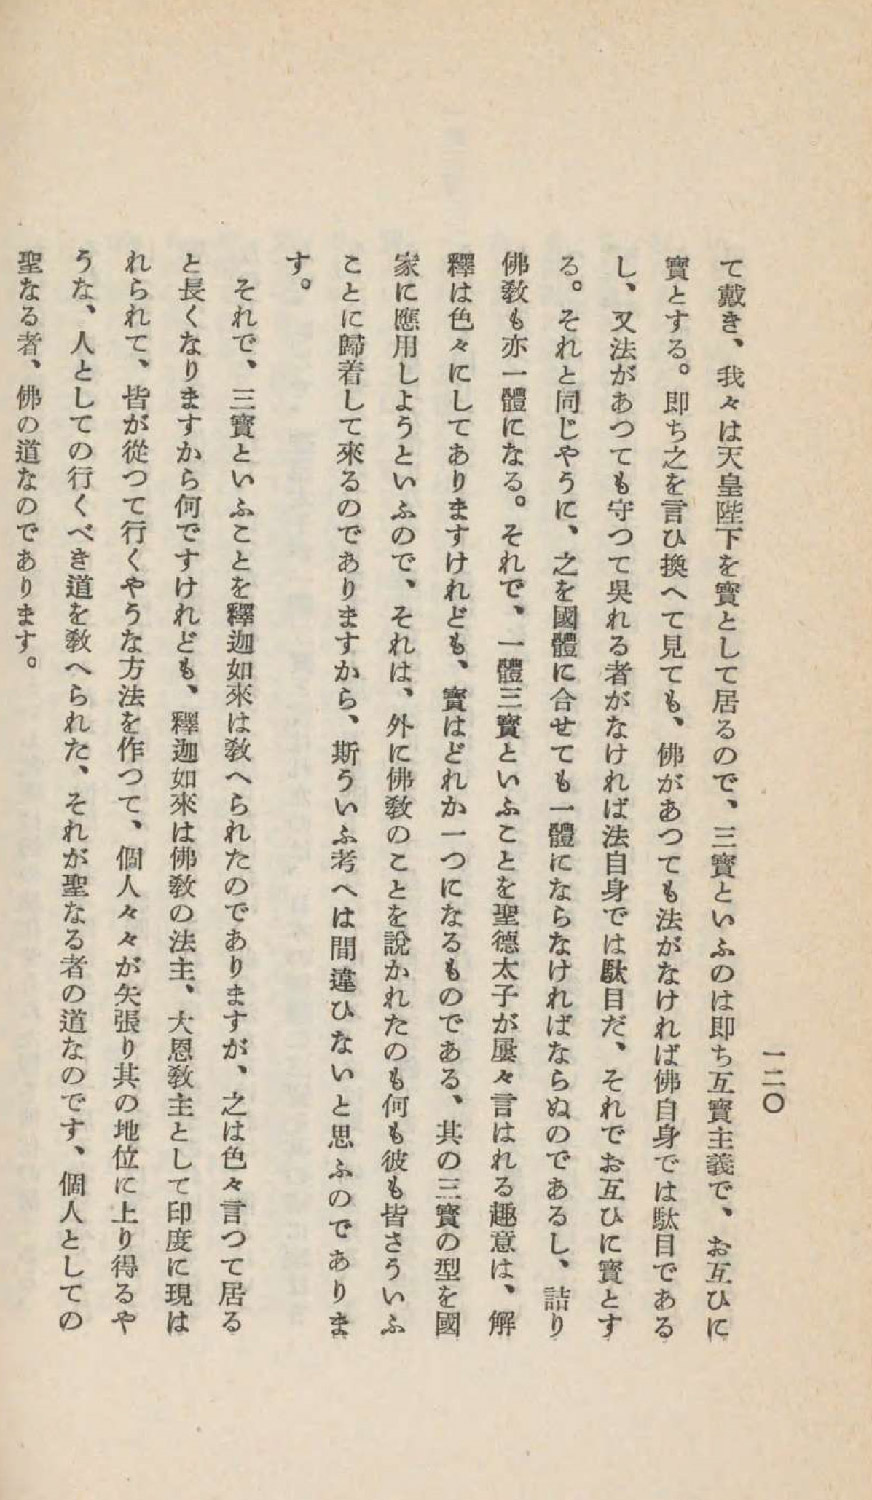 一二〇
て戴き、我々は天皇陛下を寶として居るので、三寶といふのは卽ち互寶主義で、お互ひに
寶とする。卽ち之を言ひ換へて見ても、佛があつても法がなければ佛自身では駄目である
し、又法があつても守つて吳れる者がなければ法自身では駄目だ、それでお互ひに寶とす
る。それと同じやうに、之を國體に合せても一體にならなければならぬのであるし、詰り
佛敎も亦一體になる。それで、一體三寶といふことを聖德太子が屢々言はれる趣意は、解
釋は色々にしてありますけれども、寶はどれか一つになるものである、其の三寶の型を國
家に應用しようといふので、それは、外に佛敎のことを說かれたのも何も彼も皆さういふ
ことに歸着して來るのでありますから、斯ういふ考へは間違ひないと思ふのでありま
す。
それで、三寶といふことを釋迦如來は敎へられたのでありますが、之は色々言つて居る
と長くなりますから何ですけれども、釋迦如來は佛敎の法主、大恩敎主として印度に現は
れられて、皆が從つて行くやうな方法を作つて、個人々々が矢張り其の地位に上り得るや
うな、人としての行くべき道を敎へられた、それが聖なる者の道なのです、個人としての
聖なる者、佛の道なのであります。